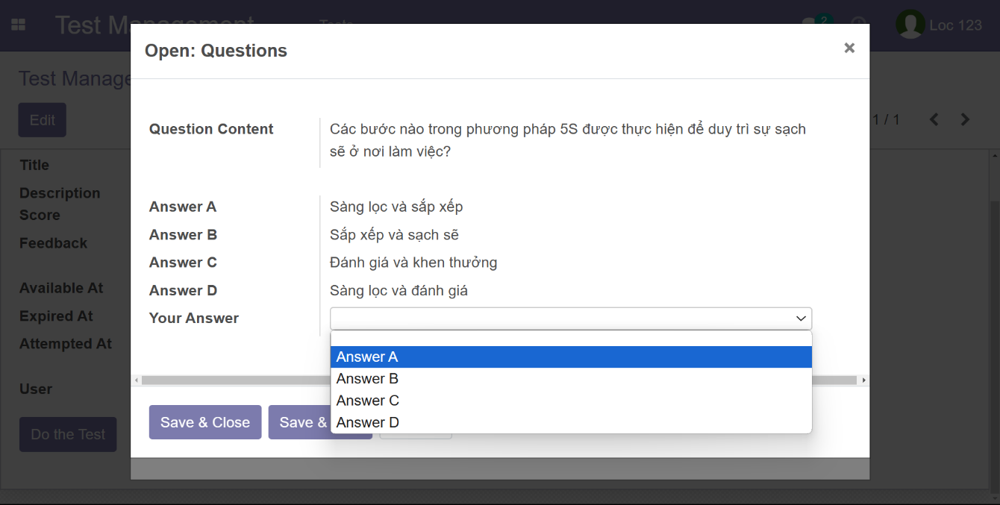 Test M
2
Loc 123
Open: Questions
×
Test Manage
Edit
1 / 1
Question Content
Các bước nào trong phương pháp 5S được thực hiện để duy trì sự sạch
sẽ ở nơi làm việc?
Title
Description
Score
Feedback
Available At
Expired At
Attempted At
User
Do the Test
Answer A
Sàng lọc và sắp xếp
Answer B
Sắp xếp và sạch sẽ
Answer C
Đánh giá và khen thưởng
Answer D
Sàng lọc và đánh giá
Your Answer
Answer A
Answer B
Answer C
Answer D
Save & Close
Save &